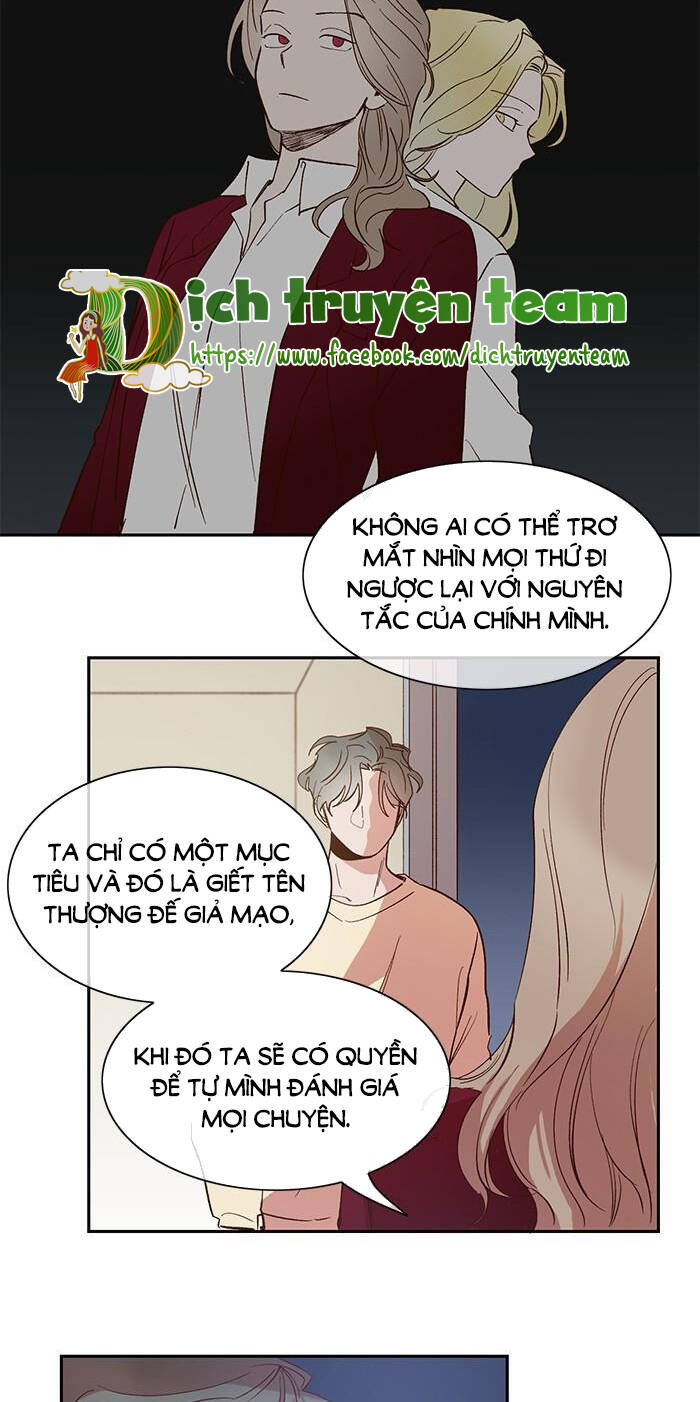 Dịch truyện team
https://www.facebook.com/dichtruyenteam
KHÔNG AI CÓ THỂ TRƠ
MẮT NHÌN MỌI THỨ ĐI
NGƯỢC LẠI VỚI NGUYÊN
TẮC CỦA CHÍNH MÌNH.
TA CHỈ CÓ MỘT MỤC
TIÊU VÀ ĐÓ LÀ GIẾT TÊN
THƯỢNG ĐẾ GIẢ MẠO,
KHI ĐÓ TA SẼ CÓ QUYỀN
ĐỂ TỰ MÌNH ĐÁNH GIÁ
MỌI CHUYỆN.